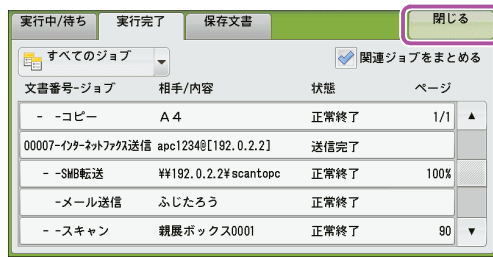 実行中/待ち 実行完了 保存文書 閉じる
すべてのジョブ 関連ジョブをまとめる
文書番号-ジョブ 相手/内容 状態 ページ
- -コピー A4 正常終了 1/1
00007-インターネットファクス送信 apc1234@[192.0.2.2] 送信完了
- -SMB転送 ¥¥192.0.2.2¥scantopc 正常終了 100%
-メール送信 ふじたろう 正常終了
- -スキャン 親展ボックス0001 正常終了 90